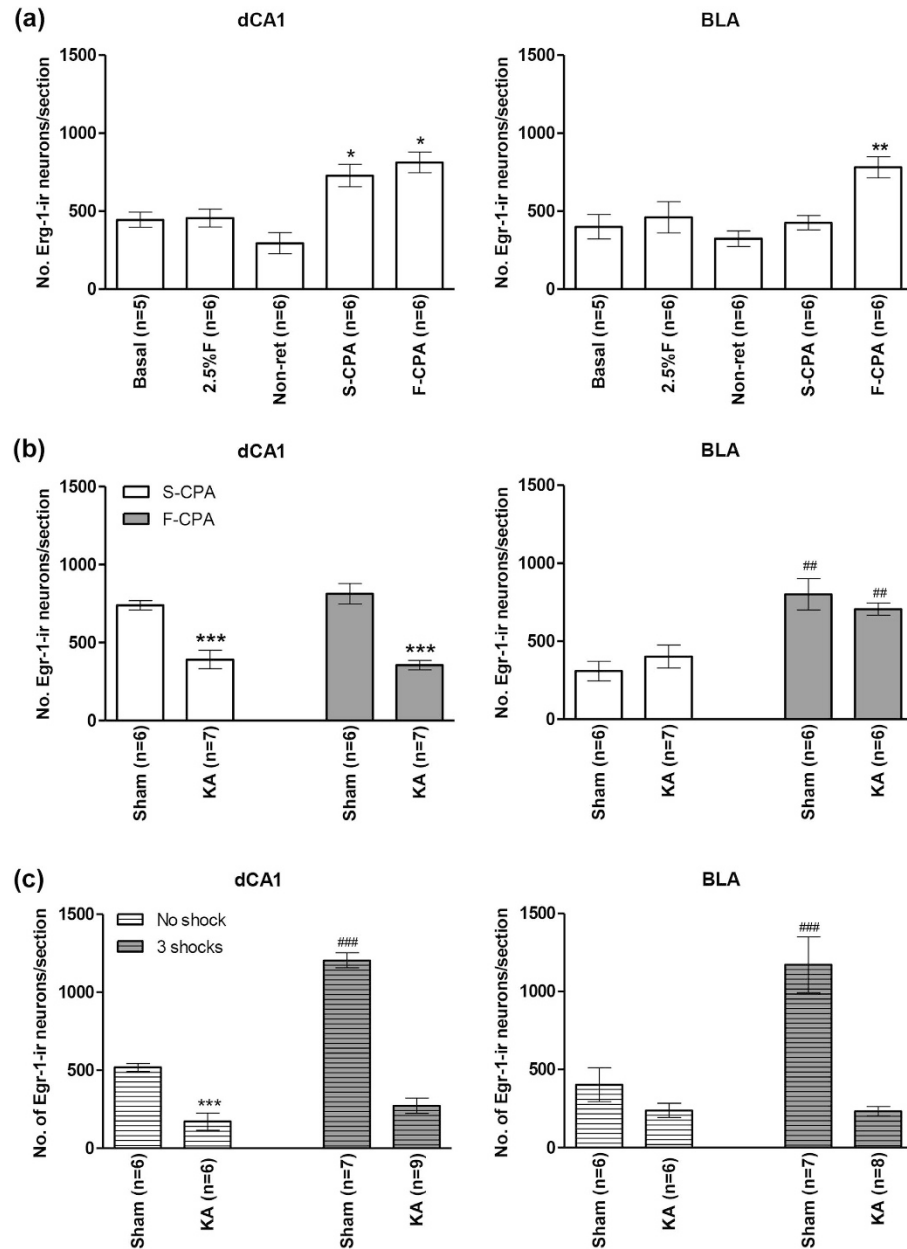 (a)
dCA1
BLA
No. Erg-1-ir neurons/section
1500
1000
500
0
* *
Basal (n=5)
2.5%F (n=6)
Non-ret (n=6)
S-CPA (n=6)
F-CPA (n=6)
No. Egr-1-ir neurons/section
1500
1000
500
0
**
Basal (n=5)
2.5%F (n=6)
Non-ret (n=6)
S-CPA (n=6)
F-CPA (n=6)
(b)
dCA1
BLA
No. Egr-1-ir neurons/section
1500
1000
500
0
S-CPA
F-CPA
*** ***
Sham (n=6)
KA (n=7)
Sham (n=6)
KA (n=7)
No. Egr-1-ir neurons/section
1500
1000
500
0
## ##
Sham (n=6)
KA (n=7)
Sham (n=6)
KA (n=6)
(c)
dCA1
BLA
No. of Egr-1-ir neurons/section
1500
1000
500
0
No shock
3 shocks
***
###
Sham (n=6)
KA (n=6)
Sham (n=7)
KA (n=9)
No. of Egr-1-ir neurons/section
1500
1000
500
0
###
Sham (n=6)
KA (n=6)
Sham (n=7)
KA (n=8)